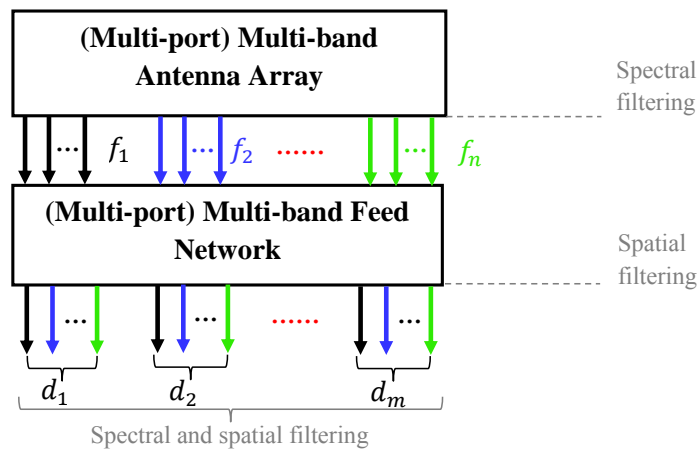 (Multi-port) Multi-band
Antenna Array
Spectral
filtering
... f₁ ... f₂ ...... ... fₙ
(Multi-port) Multi-band Feed
Network
Spatial
filtering
... ... ...... ...
d₁ d₂ dₘ
Spectral and spatial filtering